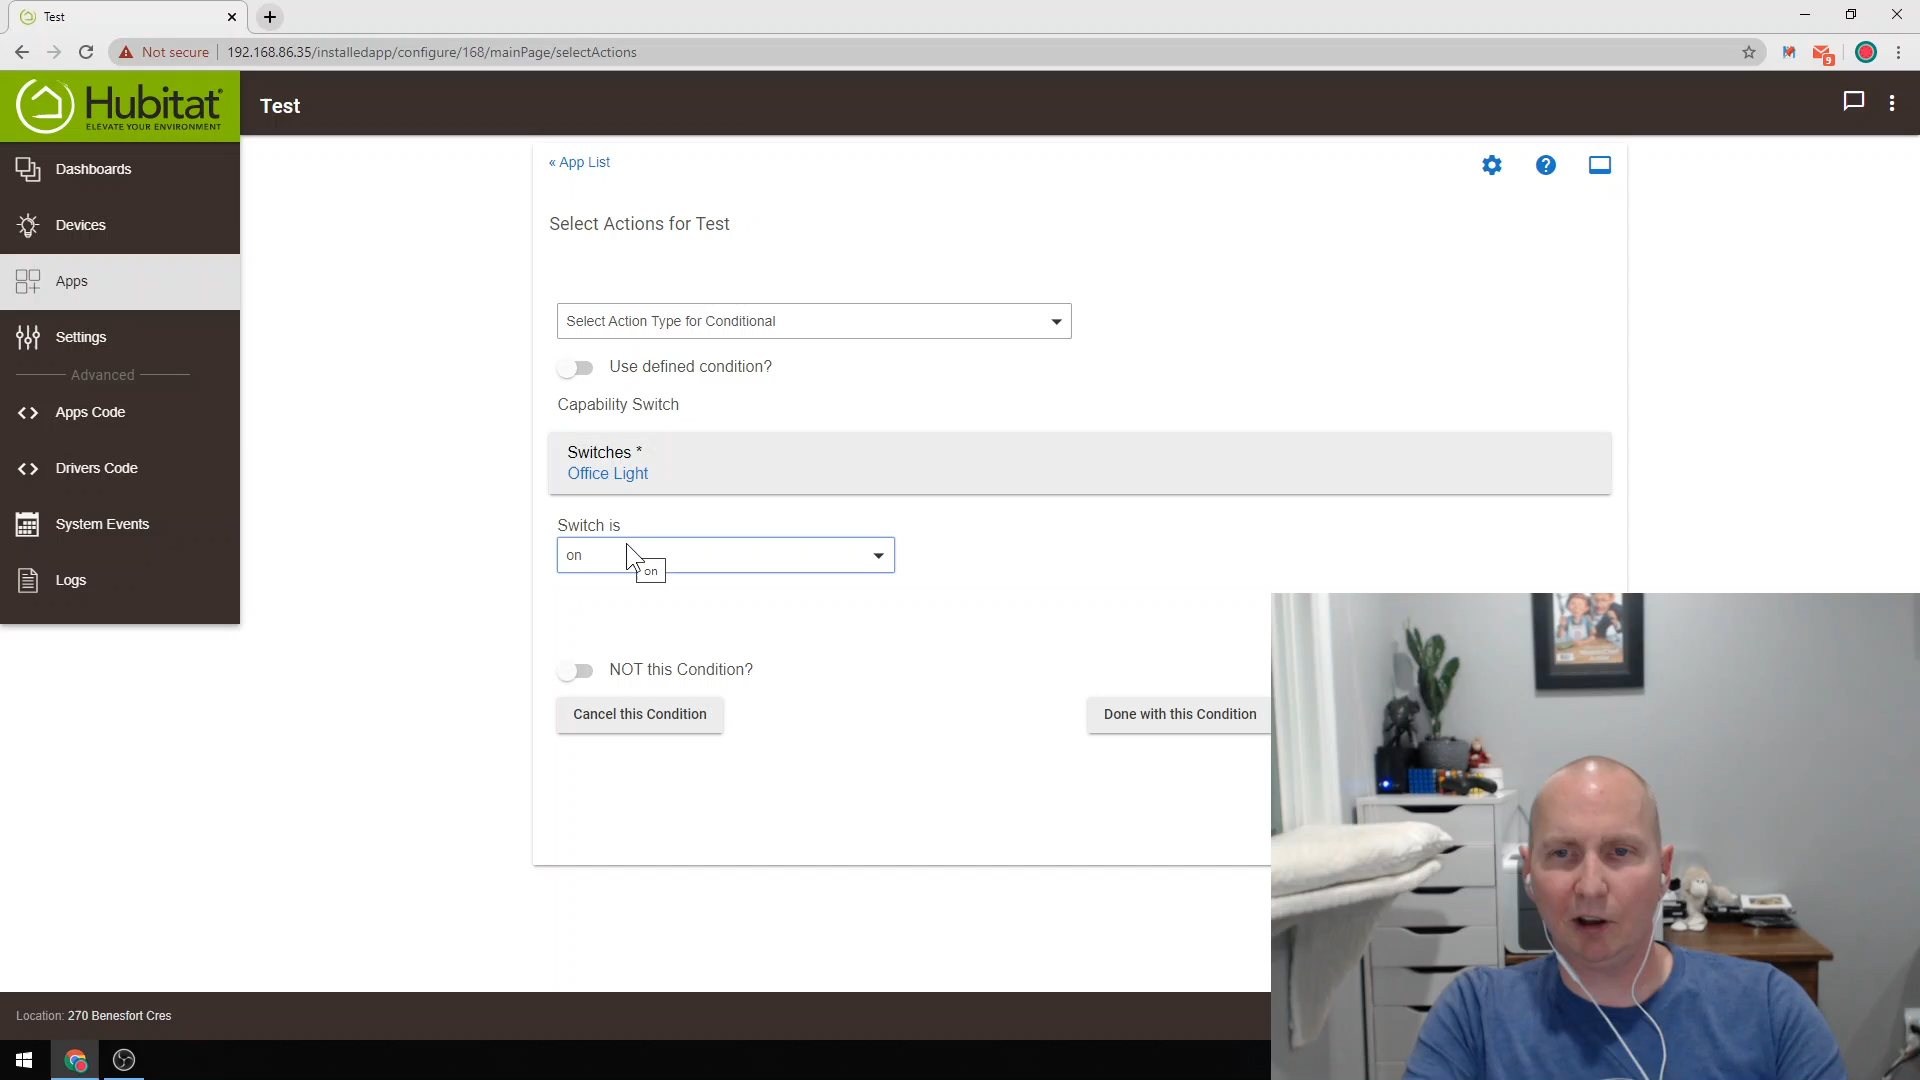 Test
Not secure
192.168.86.35/installedapp/configure/168/mainPage/selectActions
9
Hubitat
ELEVATE YOUR ENVIRONMENT
Test
Dashboards
Devices
Apps
Settings
Advanced
Apps Code
Drivers Code
System Events
Logs
« App List
Select Actions for Test
Select Action Type for Conditional
Use defined condition?
Capability Switch
Switches *
Office Light
Switch is
on
on
NOT this Condition?
Cancel this Condition
Done with this Condition
Location: 270 Benesfort Cres